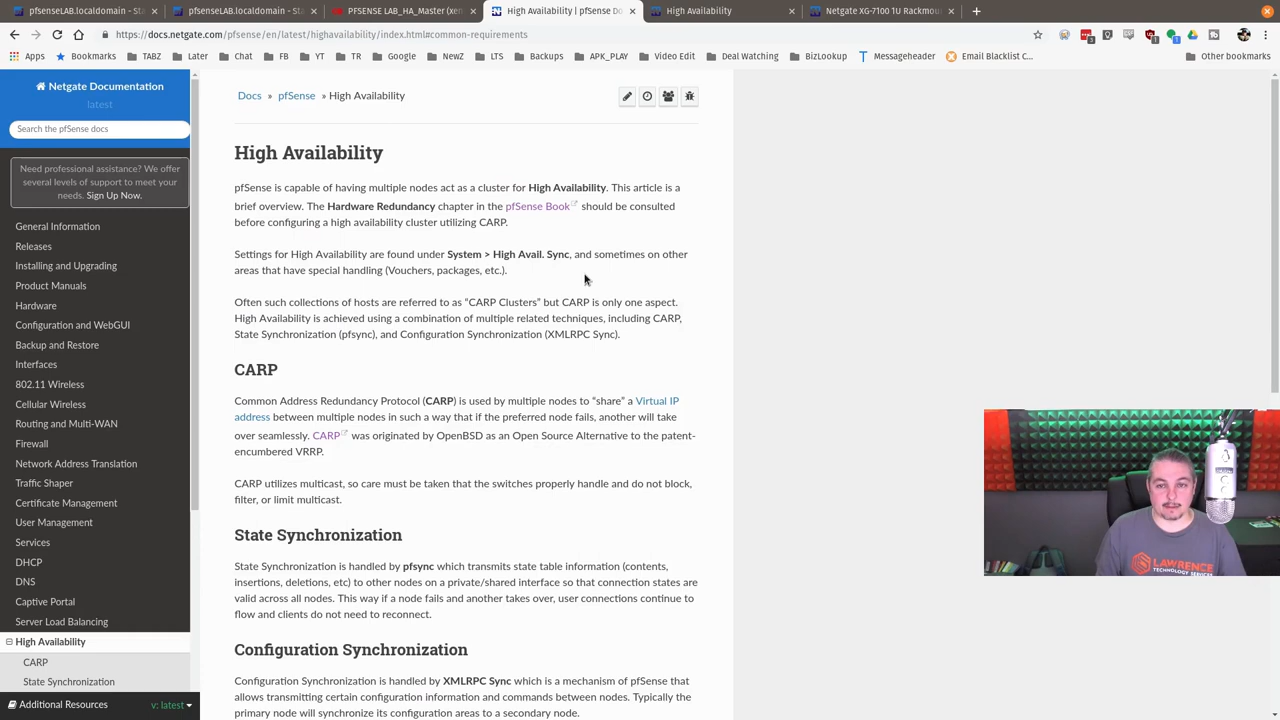 pfsenseLAB.localdomain - Sta
pfsenseLAB.localdomain - Sta
PFSENSE LAB_HA_Master (xen
High Availability | pfSense Do
High Availability
Netgate XG-7100 1U Rackmou
https://docs.netgate.com/pfsense/en/latest/highavailability/index.html#common-requirements
Apps
Bookmarks
TABZ
Later
Chat
FB
YT
TR
Google
NewZ
LTS
Backups
APK_PLAY
Video Edit
Deal Watching
BizLookup
Messageheader
Email Blacklist C...
Other bookmarks
Netgate Documentation
latest
Search the pfSense docs
Need professional assistance? We offer
several levels of support to meet your
needs. Sign Up Now.
General Information
Releases
Installing and Upgrading
Product Manuals
Hardware
Configuration and WebGUI
Backup and Restore
Interfaces
802.11 Wireless
Cellular Wireless
Routing and Multi-WAN
Firewall
Network Address Translation
Traffic Shaper
Certificate Management
User Management
Services
DHCP
DNS
Captive Portal
Server Load Balancing
High Availability
CARP
State Synchronization
Additional Resources
v: latest
Docs » pfSense » High Availability
High Availability
pfSense is capable of having multiple nodes act as a cluster for High Availability. This article is a
brief overview. The Hardware Redundancy chapter in the pfSense Book should be consulted
before configuring a high availability cluster utilizing CARP.
Settings for High Availability are found under System > High Avail. Sync, and sometimes on other
areas that have special handling (Vouchers, packages, etc.).
Often such collections of hosts are referred to as “CARP Clusters” but CARP is only one aspect.
High Availability is achieved using a combination of multiple related techniques, including CARP,
State Synchronization (pfsync), and Configuration Synchronization (XMLRPC Sync).
CARP
Common Address Redundancy Protocol (CARP) is used by multiple nodes to “share” a Virtual IP
address between multiple nodes in such a way that if the preferred node fails, another will take
over seamlessly. CARP was originated by OpenBSD as an Open Source Alternative to the patent-
encumbered VRRP.
CARP utilizes multicast, so care must be taken that the switches properly handle and do not block,
filter, or limit multicast.
State Synchronization
State Synchronization is handled by pfsync which transmits state table information (contents,
insertions, deletions, etc) to other nodes on a private/shared interface so that connection states are
valid across all nodes. This way if a node fails and another takes over, user connections continue to
flow and clients do not need to reconnect.
Configuration Synchronization
Configuration Synchronization is handled by XMLRPC Sync which is a mechanism of pfSense that
allows transmitting certain configuration information and commands between nodes. Typically the
primary node will synchronize its configuration areas to a secondary node.
LAWRENCE
TECHNOLOGY SERVICES